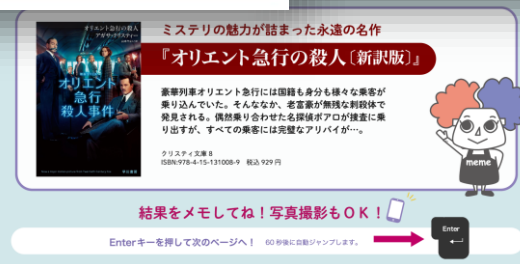 ミステリの魅力が詰まった永遠の名作
『オリエント急行の殺人〔新訳版〕』
オリエント急行の殺人
アガサ・クリスティー
オリエント
急行
殺人事件
豪華列車オリエント急行には国籍も身分も様々な乗客が
乗り込んでいた。そんななか、老富豪が無残な刺殺体で
発見される。偶然乗り合わせた名探偵ポアロが捜査に乗
り出すが、すべての乗客には完璧なアリバイが…。
クリスティ文庫 8
ISBN:978-4-15-131008-9 税込 929 円
meme
結果をメモしてね!写真撮影もOK!
Enterキーを押して次のページへ! 60 秒後に自動ジャンプします。
Enter